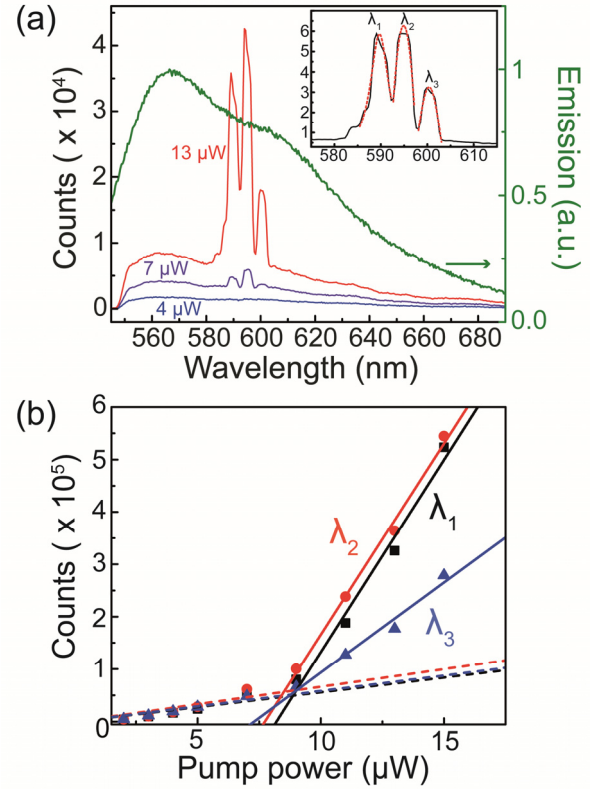 (a)
Counts ( x 10⁴)
4
3
2
1
0
13 µW
7 µW
4 µW
560 580 600 620 640 660 680
Wavelength (nm)
1
0.5
0.0
Emission (a.u.)
λ₁ λ₂ λ₃
6
5
4
3
2
1
580 590 600 610
(b)
Counts ( x 10⁵)
6
5
4
3
2
1
0
λ₂
λ₁
λ₃
5 10 15
Pump power (µW)